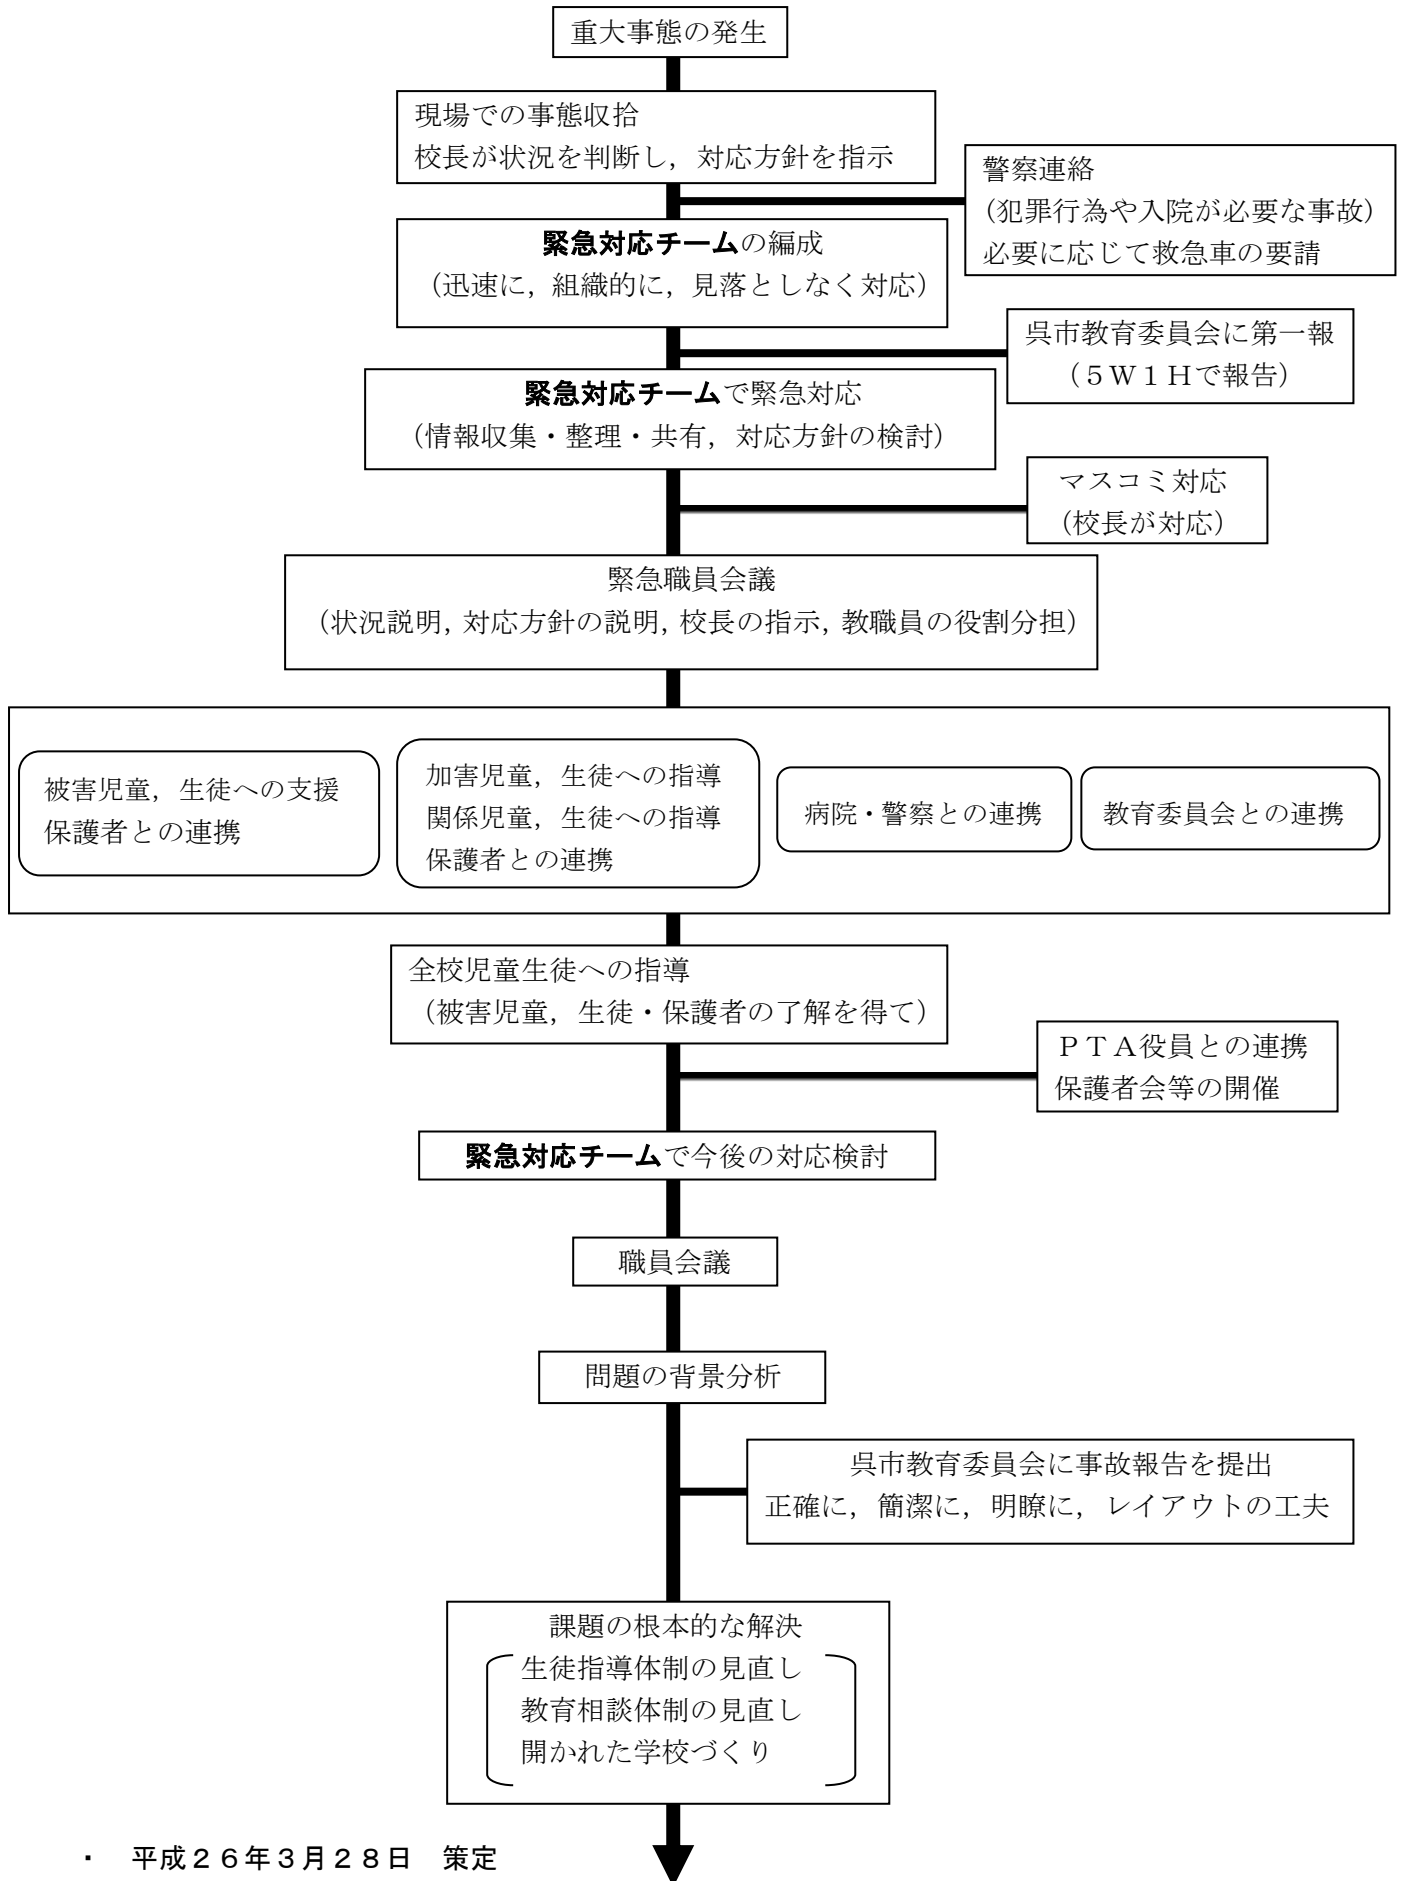 重大事態の発生
現場での事態収拾
校長が状況を判断し，対応方針を指示
警察連絡
（犯罪行為や入院が必要な事故）
必要に応じて救急車の要請
緊急対応チームの編成
（迅速に，組織的に，見落としなく対応）
呉市教育委員会に第一報
（５Ｗ１Ｈで報告）
緊急対応チームで緊急対応
（情報収集・整理・共有，対応方針の検討）
マスコミ対応
（校長が対応）
緊急職員会議
（状況説明，対応方針の説明，校長の指示，教職員の役割分担）
被害児童，生徒への支援
保護者との連携
加害児童，生徒への指導
関係児童，生徒への指導
保護者との連携
病院・警察との連携
教育委員会との連携
全校児童生徒への指導
（被害児童，生徒・保護者の了解を得て）
ＰＴＡ役員との連携
保護者会等の開催
緊急対応チームで今後の対応検討
職員会議
問題の背景分析
呉市教育委員会に事故報告を提出
正確に，簡潔に，明瞭に，レイアウトの工夫
課題の根本的な解決
生徒指導体制の見直し
教育相談体制の見直し
開かれた学校づくり
・　平成２６年３月２８日　策定